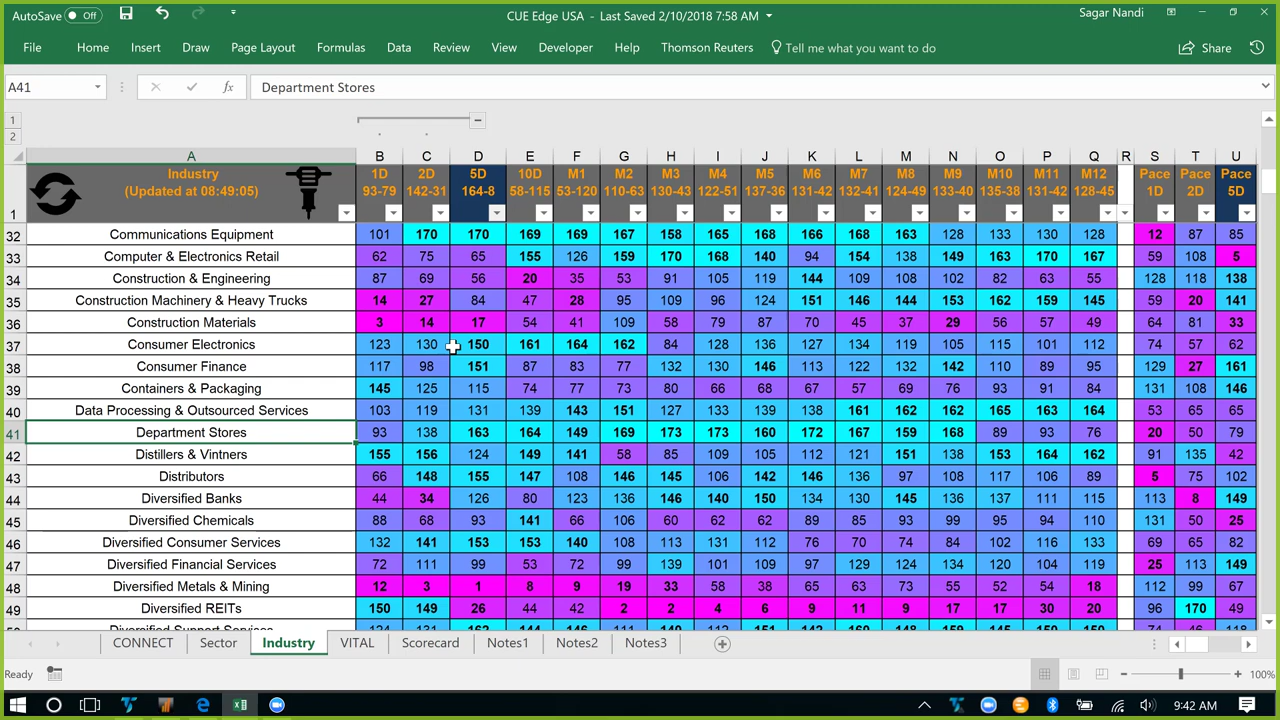 AutoSave Off CUE Edge USA - Last Saved 2/10/2018 7:58 AM Sagar Nandi
File Home Insert Draw Page Layout Formulas Data Review View Developer Help Thomson Reuters Tell me what you want to do Share
A41 fx Department Stores
1
2
A B C D E F G H I J K L M N O P Q R S T U
Industry 1D 2D 5D 10D M1 M2 M3 M4 M5 M6 M7 M8 M9 M10 M11 M12 Pace Pace Pace
(Updated at 08:49:05) 93-79 142-31 164-8 58-115 53-120 110-63 130-43 122-51 137-36 131-42 132-41 124-49 133-40 135-38 131-42 128-45 1D 2D 5D
1
32 Communications Equipment 101 170 170 169 169 167 158 165 168 166 168 163 128 133 130 128 12 87 85
33 Computer & Electronics Retail 62 75 65 155 126 159 170 168 140 94 154 138 149 163 170 167 59 108 5
34 Construction & Engineering 87 69 56 20 35 53 91 105 119 144 109 108 102 82 63 55 128 118 138
35 Construction Machinery & Heavy Trucks 14 27 84 47 28 95 109 96 124 151 146 144 153 162 159 145 59 20 141
36 Construction Materials 3 14 17 54 41 109 58 79 87 70 45 37 29 56 57 49 64 81 33
37 Consumer Electronics 123 130 150 161 164 162 84 128 136 127 134 119 105 115 101 112 74 57 62
38 Consumer Finance 117 98 151 87 83 77 132 130 146 113 122 132 142 110 89 95 129 27 161
39 Containers & Packaging 145 125 115 74 77 73 80 66 68 67 57 69 76 93 91 84 131 108 146
40 Data Processing & Outsourced Services 103 119 131 139 143 151 127 133 139 138 161 162 162 165 163 164 53 65 65
41 Department Stores 93 138 163 164 149 169 173 173 160 172 167 159 168 89 93 76 20 50 79
42 Distillers & Vintners 155 156 124 149 141 58 85 109 105 112 121 151 138 153 164 162 91 135 42
43 Distributors 66 148 155 147 108 146 145 106 142 146 136 97 108 117 106 89 5 75 102
44 Diversified Banks 44 34 126 80 123 136 146 140 150 134 130 145 136 137 111 115 113 8 149
45 Diversified Chemicals 88 68 93 141 66 106 60 62 62 89 85 93 99 95 94 110 131 50 25
46 Diversified Consumer Services 132 141 153 153 140 108 113 131 112 76 70 74 84 102 116 133 69 65 82
47 Diversified Financial Services 72 111 99 53 72 99 139 101 109 97 129 124 134 120 104 119 25 113 149
48 Diversified Metals & Mining 12 3 1 8 9 19 33 58 38 65 63 73 55 52 54 18 112 99 67
49 Diversified REITs 150 149 26 44 42 2 2 4 6 9 11 9 17 17 30 20 96 170 49
CONNECT Sector Industry VITAL Scorecard Notes1 Notes2 Notes3
Ready 100%
9:42 AM